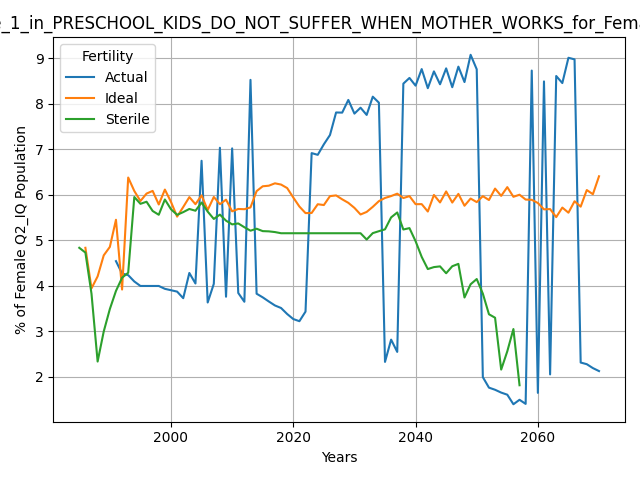 _1_in_PRESCHOOL_KIDS_DO_NOT_SUFFER_WHEN_MOTHER_WORKS_for_Fema
Fertility
Actual
Ideal
Sterile
% of Female Q2_IQ Population
9
8
7
6
5
4
3
2
2000
2020
2040
2060
Years